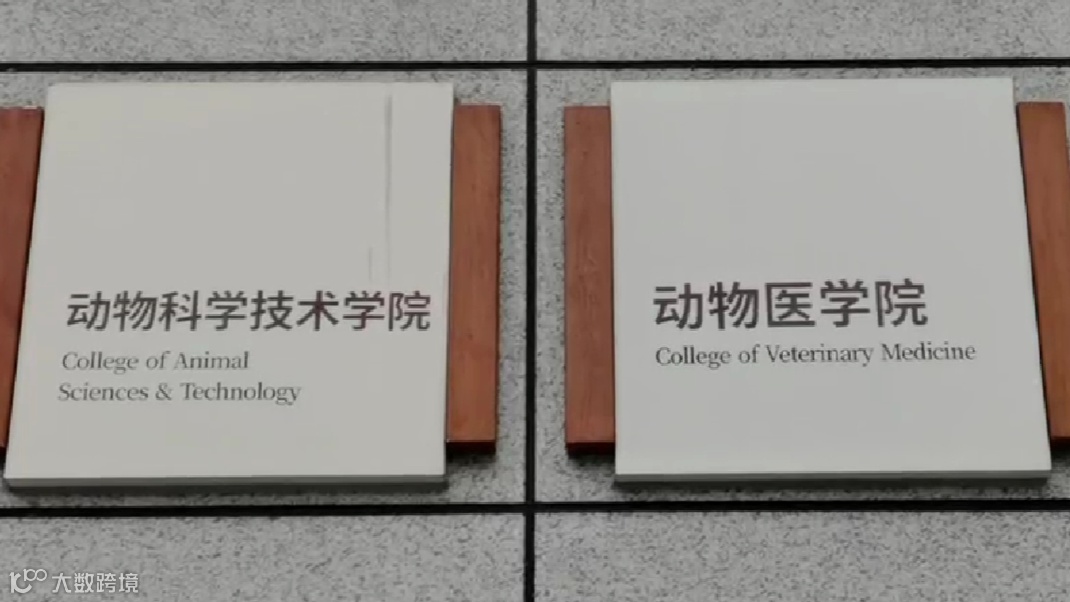 动物科学技术学院
College of Animal
Sciences & Technology
动物医学院
College of Veterinary Medicine
大数跨境